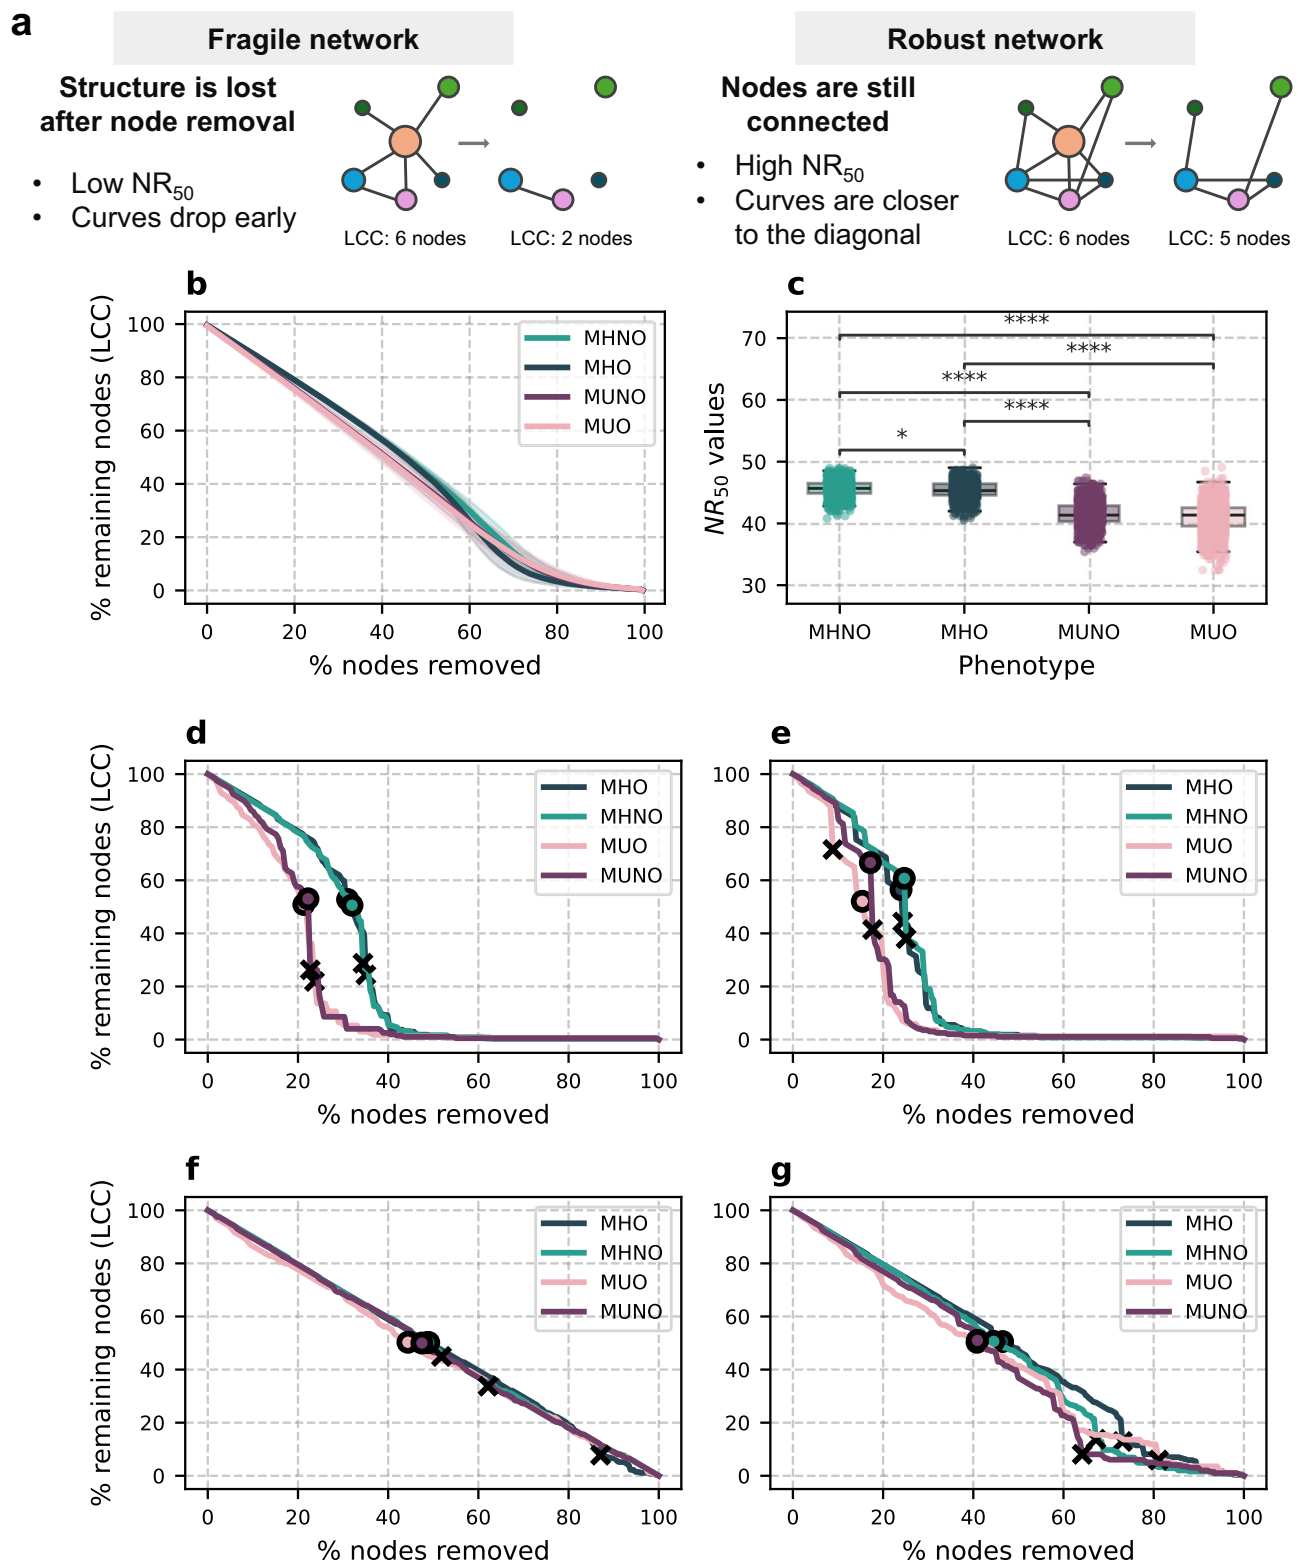 a
Fragile network
Structure is lost
after node removal
• Low NR50
• Curves drop early
LCC: 6 nodes
LCC: 2 nodes
Robust network
Nodes are still
connected
• High NR50
• Curves are closer
to the diagonal
LCC: 6 nodes
LCC: 5 nodes
b
% remaining nodes (LCC)
100
80
60
40
20
0
0 20 40 60 80 100
% nodes removed
MHNO
MHO
MUNO
MUO
c
NR50 values
70
60
50
40
30
****
****
****
****
*
MHNO MHO MUNO MUO
Phenotype
d
% remaining nodes (LCC)
100
80
60
40
20
0
0 20 40 60 80 100
% nodes removed
MHO
MHNO
MUO
MUNO
e
100
80
60
40
20
0
0 20 40 60 80 100
% nodes removed
MHO
MHNO
MUO
MUNO
f
% remaining nodes (LCC)
100
80
60
40
20
0
0 20 40 60 80 100
% nodes removed
MHO
MHNO
MUO
MUNO
g
100
80
60
40
20
0
0 20 40 60 80 100
% nodes removed
MHO
MHNO
MUO
MUNO